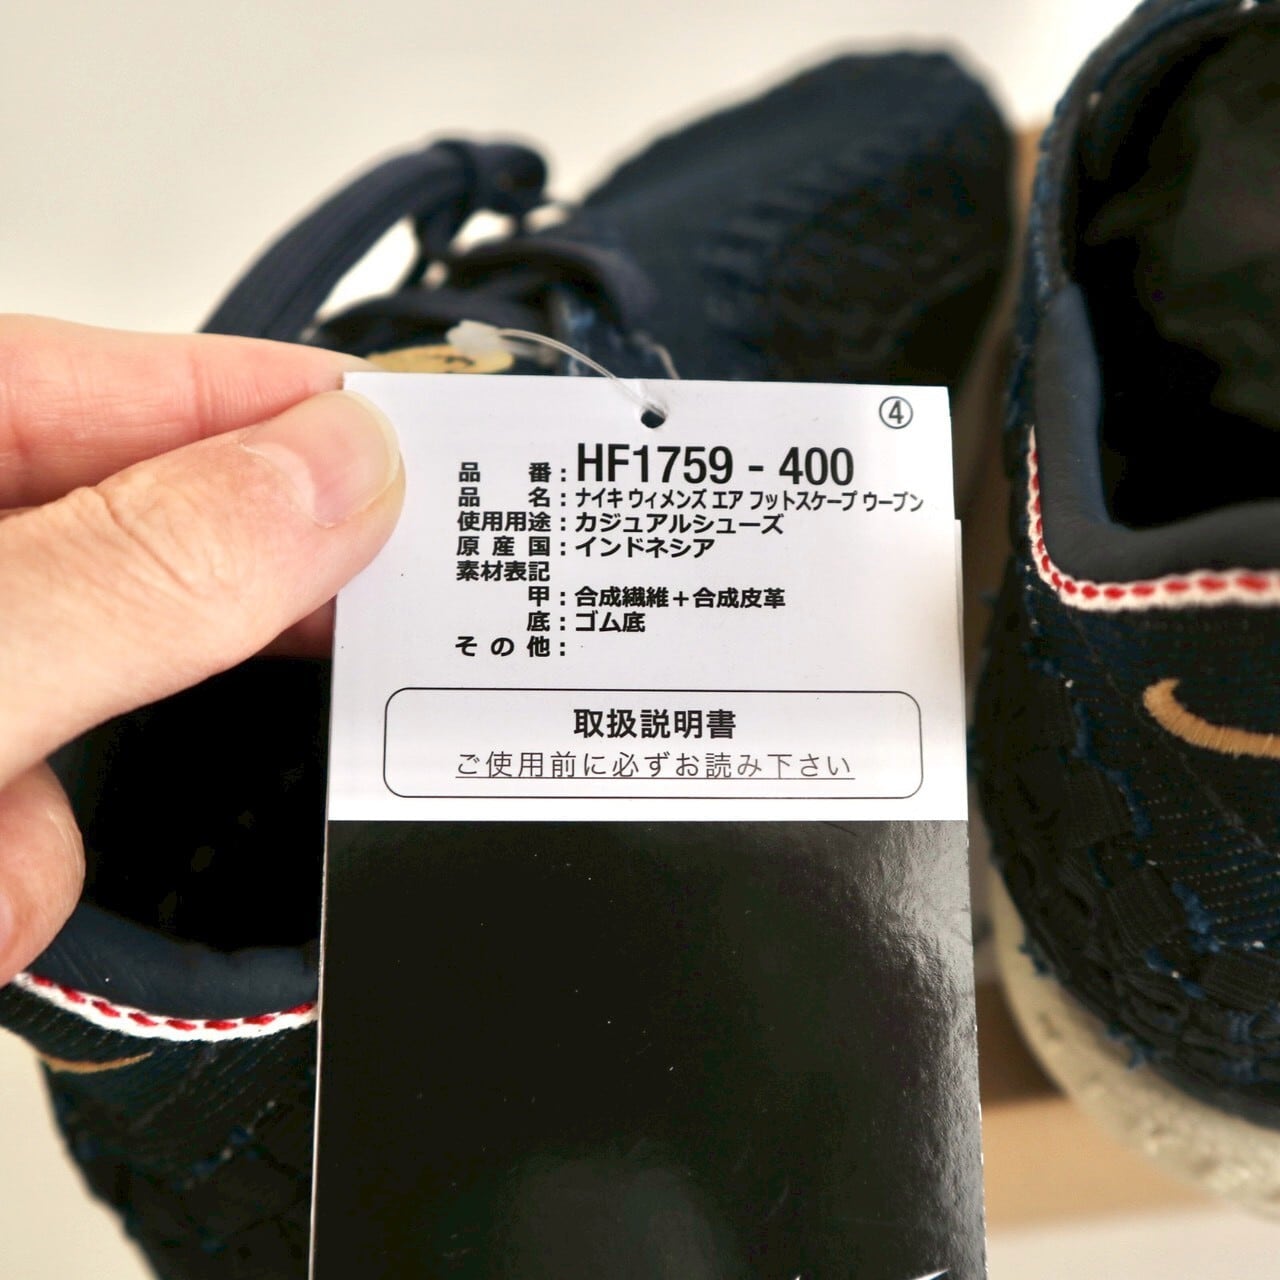 ④
品 番：HF1759 - 400
品 名：ナイキ ウィメンズ エア フットスケープ ウーブン
使用用途：カジュアルシューズ
原 産 国：インドネシア
素材表記
甲：合成繊維＋合成皮革
底：ゴム底
そ の 他：
取扱説明書
ご使用前に必ずお読み下さい